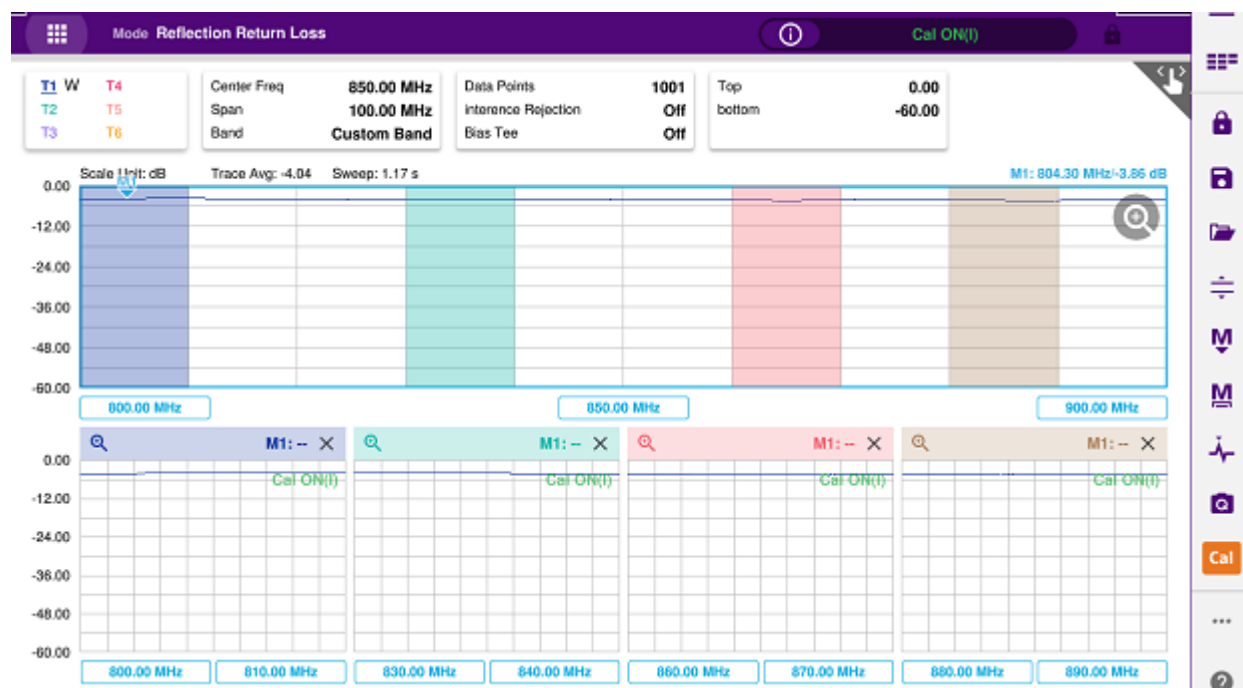 Mode Reflection Return Loss
Cal ON(I)
T1 W T4
T2 T5
T3 T6
Center Freq 850.00 MHz
Span 100.00 MHz
Band Custom Band
Data Points 1001
interence Rejection Off
Bias Tee Off
Top 0.00
bottom -60.00
Scale Unit: dB Trace Avg: -4.04 Sweep: 1.17 s M1: 804.30 MHz/-3.86 dB
M1
0.00
-12.00
-24.00
-36.00
-48.00
-60.00
800.00 MHz 850.00 MHz 900.00 MHz
M1: -- M1: -- M1: -- M1: --
0.00
Cal ON(I) Cal ON(I) Cal ON(I) Cal ON(I)
-12.00
-24.00
-36.00
-48.00
-60.00
800.00 MHz 810.00 MHz 830.00 MHz 840.00 MHz 860.00 MHz 870.00 MHz 880.00 MHz 890.00 MHz
M
M
Cal